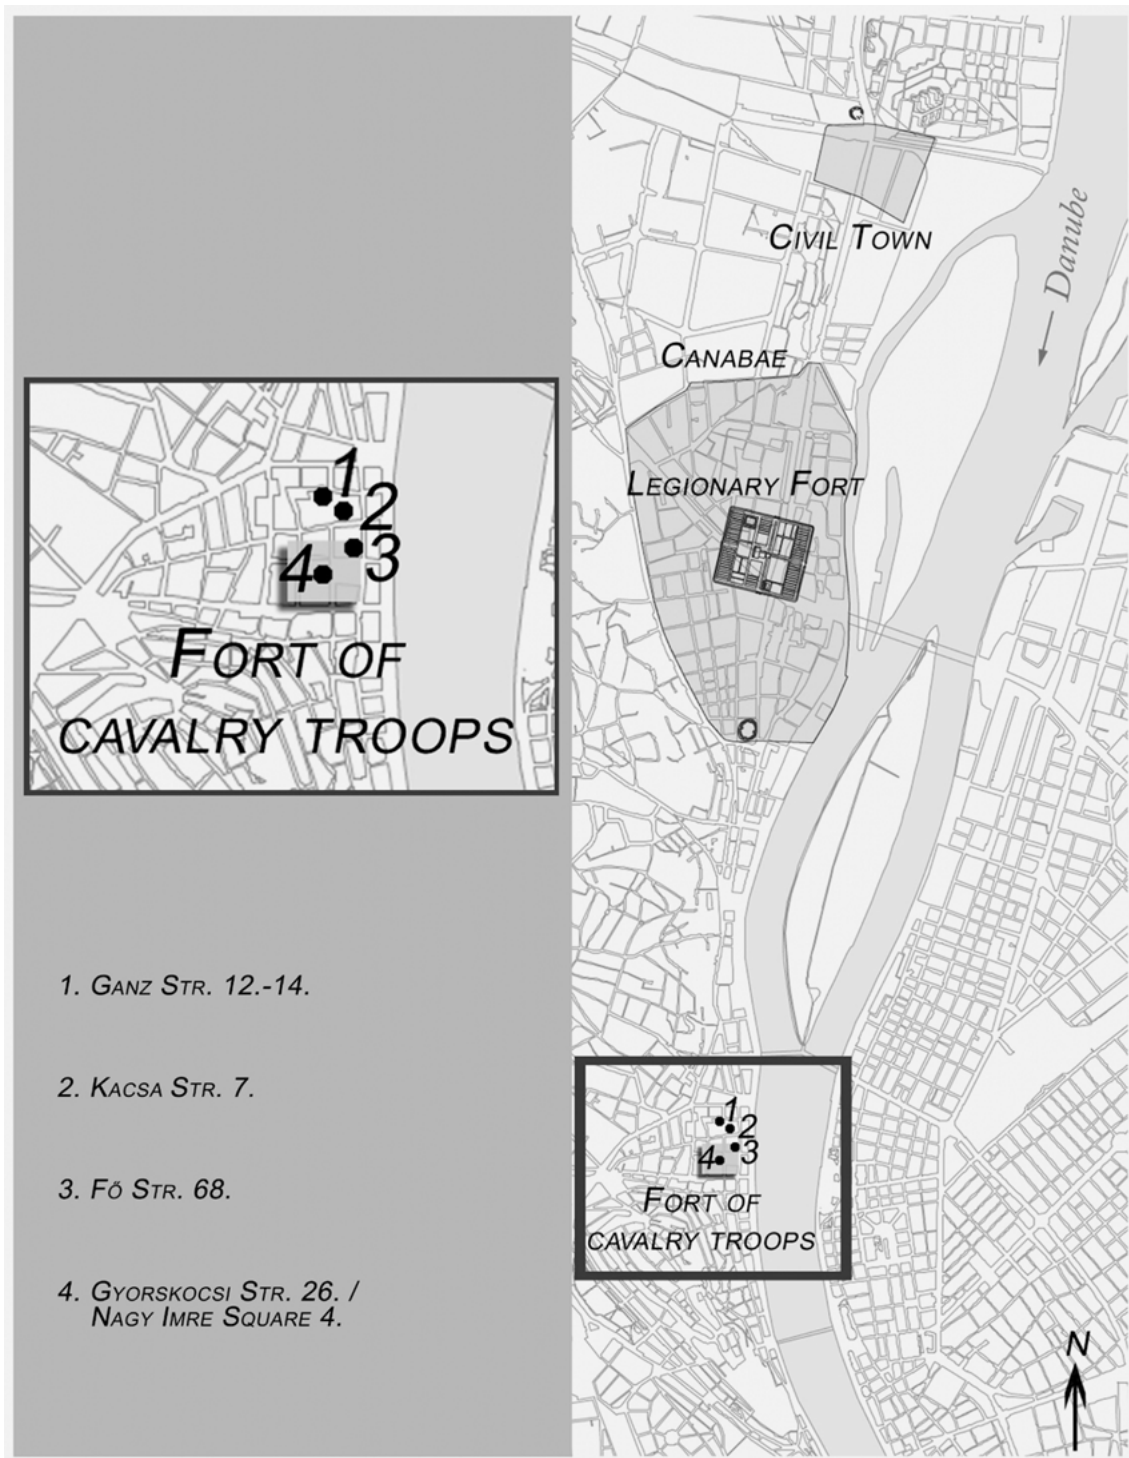 Civil Town
Danube
Canabae
Legionary Fort
1
2
3
4
Fort of
cavalry troops
1. Ganz Str. 12.-14.
2. Kacsa Str. 7.
3. Fő Str. 68.
4. Gyorskocsi Str. 26. /
Nagy Imre Square 4.
1
2
3
4
Fort of
cavalry troops
N